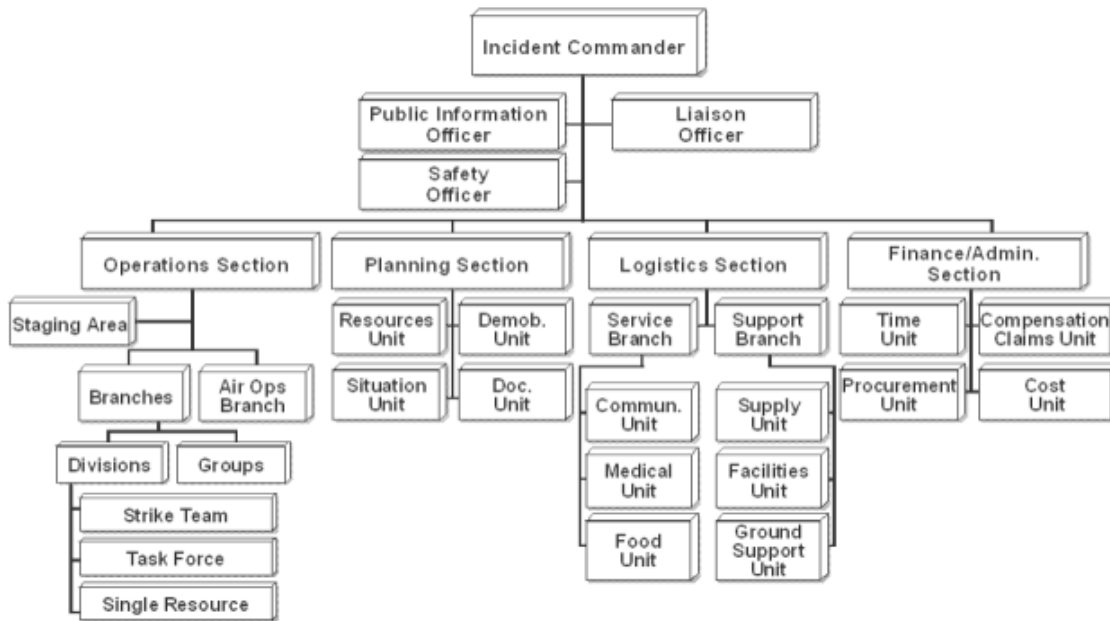 Incident Commander
Public Information
Officer
Liaison
Officer
Safety
Officer
Operations Section
Planning Section
Logistics Section
Finance/Admin.
Section
Staging Area
Branches
Air Ops
Branch
Divisions
Groups
Strike Team
Task Force
Single Resource
Resources
Unit
Demob.
Unit
Situation
Unit
Doc.
Unit
Service
Branch
Support
Branch
Commun.
Unit
Supply
Unit
Medical
Unit
Facilities
Unit
Food
Unit
Ground
Support
Unit
Time
Unit
Compensation
Claims Unit
Procurement
Unit
Cost
Unit